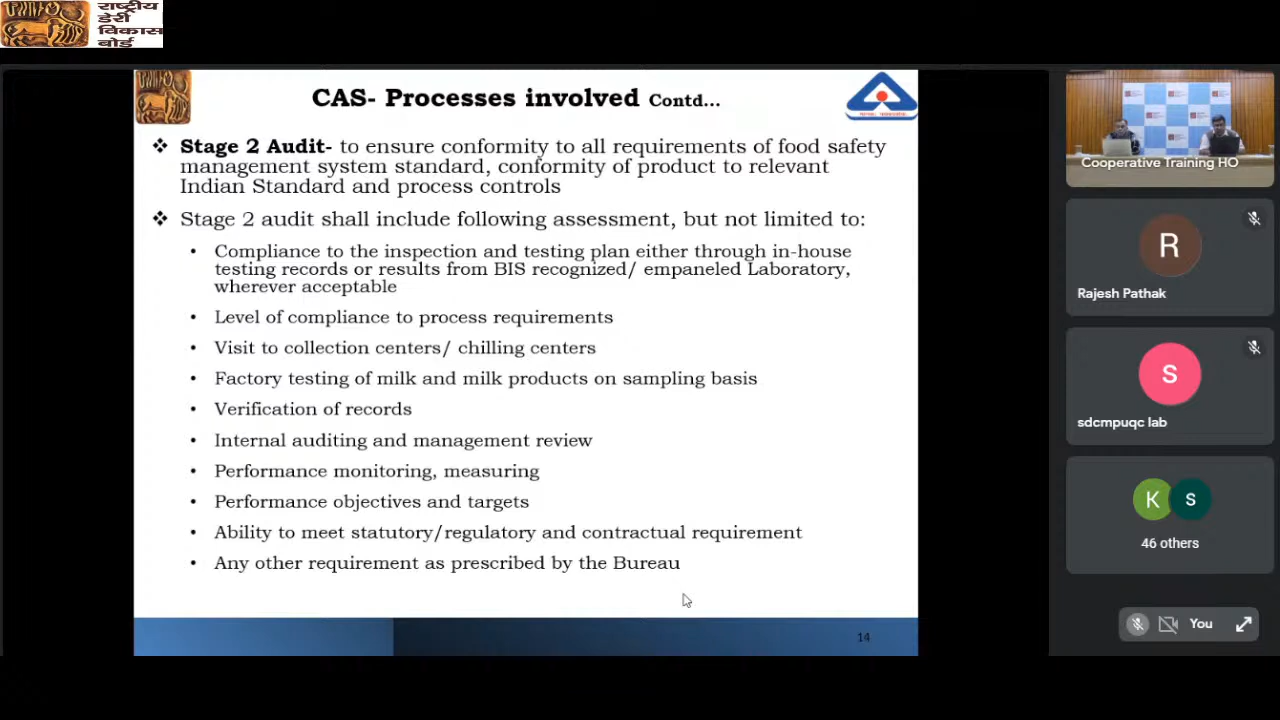 राष्ट्रीय
डेरी
विकास
बोर्ड
CAS- Processes involved Contd...
❖ Stage 2 Audit- to ensure conformity to all requirements of food safety
management system standard, conformity of product to relevant
Indian Standard and process controls
❖ Stage 2 audit shall include following assessment, but not limited to:
• Compliance to the inspection and testing plan either through in-house
testing records or results from BIS recognized/ empaneled Laboratory,
wherever acceptable
• Level of compliance to process requirements
• Visit to collection centers/ chilling centers
• Factory testing of milk and milk products on sampling basis
• Verification of records
• Internal auditing and management review
• Performance monitoring, measuring
• Performance objectives and targets
• Ability to meet statutory/regulatory and contractual requirement
• Any other requirement as prescribed by the Bureau
14
Cooperative Training HO
R
Rajesh Pathak
S
sdcmpuqc lab
K S
46 others
You